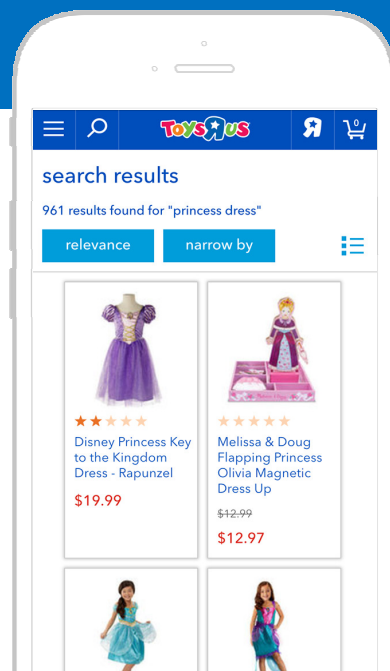 0
TOYS R US
R
search results
961 results found for "princess dress"
relevance
narrow by
Disney Princess Key
to the Kingdom
Dress - Rapunzel
$19.99
Melissa & Doug
Flapping Princess
Olivia Magnetic
Dress Up
$12.99
$12.97